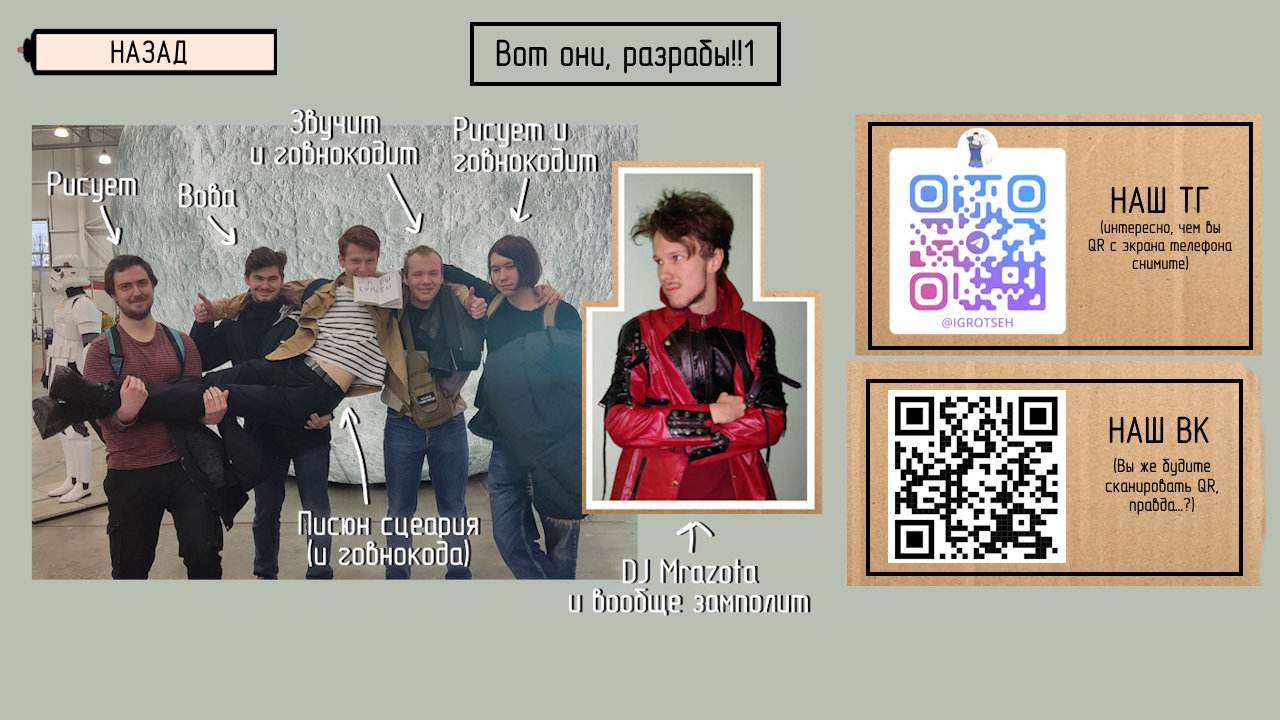 НАЗАД
Вот они, разрабы!!1
Рисует
Вова
Звучит
и говнокодит
Рисует и
говнокодит
Писюн сцеария
(и говнокода)
DJ Mrazota
и вообще замполит
@IGROTSEH
НАШ ТГ
(интересно, чем вы
QR с экрана телефона
снимите)
НАШ ВК
(Вы же будите
сканировать QR,
правда...?)